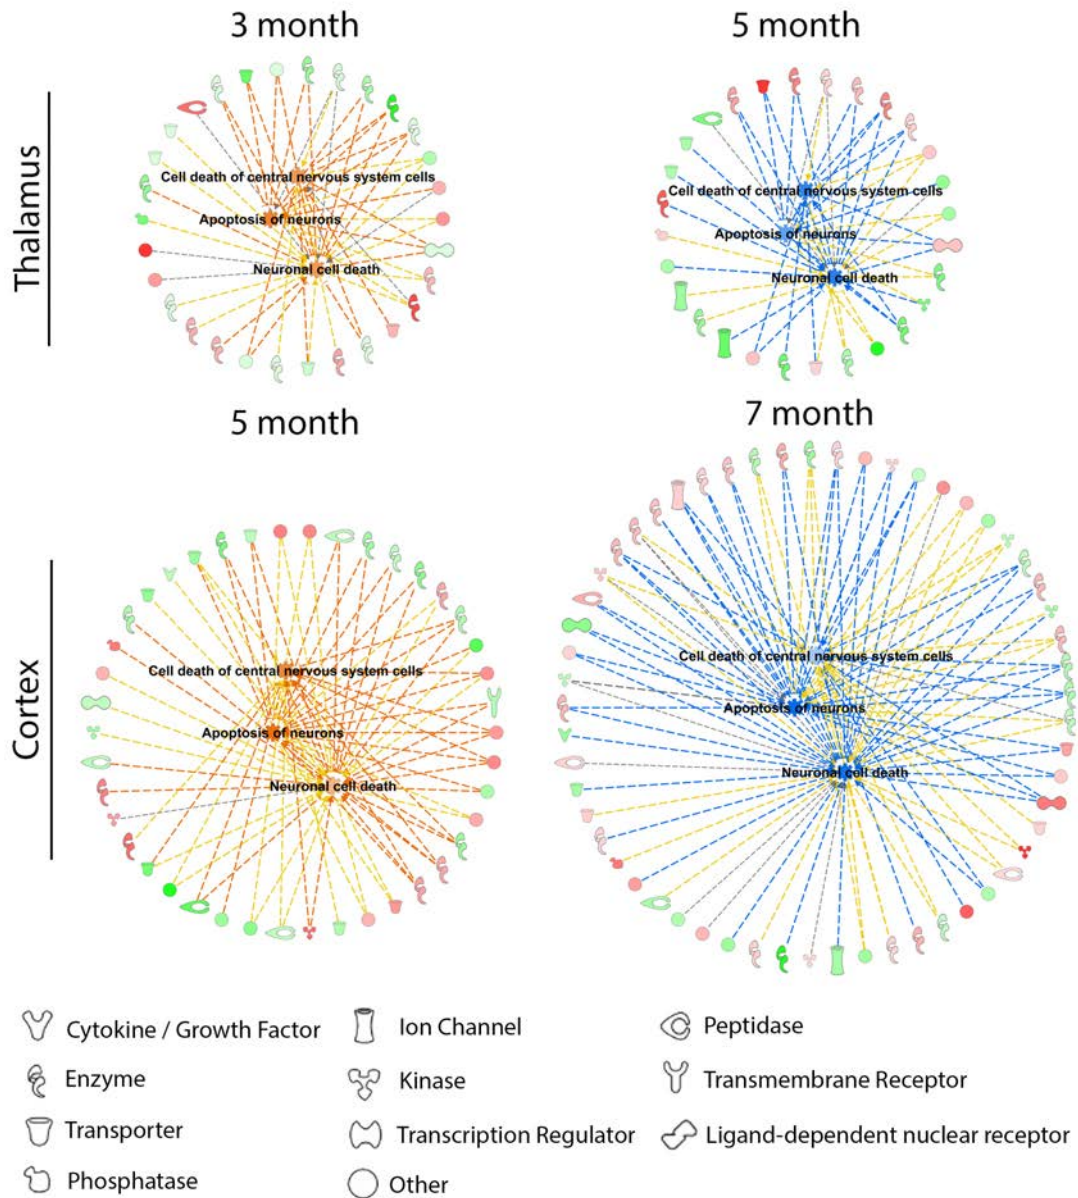 3 month
5 month
Thalamus
Cell death of central nervous system cells
Apoptosis of neurons
Neuronal cell death
Cell death of central nervous system cells
Apoptosis of neurons
Neuronal cell death
5 month
7 month
Cortex
Cell death of central nervous system cells
Apoptosis of neurons
Neuronal cell death
Cell death of central nervous system cells
Apoptosis of neurons
Neuronal cell death
Cytokine / Growth Factor
Ion Channel
Peptidase
Enzyme
Kinase
Transmembrane Receptor
Transporter
Transcription Regulator
Ligand-dependent nuclear receptor
Phosphatase
Other